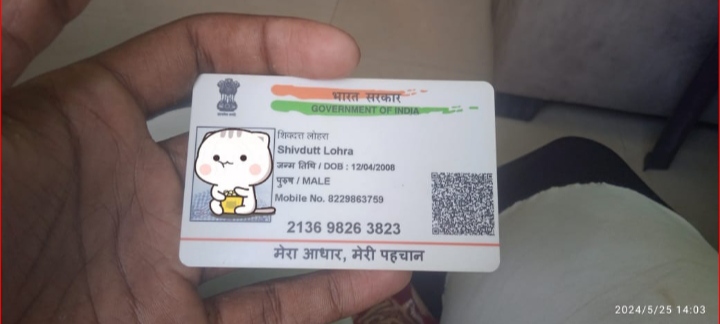 भारत सरकार
GOVERNMENT OF INDIA
शिवदत्त लोहरा
Shivdutt Lohra
जन्म तिथि / DOB : 12/04/2008
पुरुष / MALE
Mobile No. 8229863759
2136 9826 3823
मेरा आधार, मेरी पहचान
2024/5/25 14:03